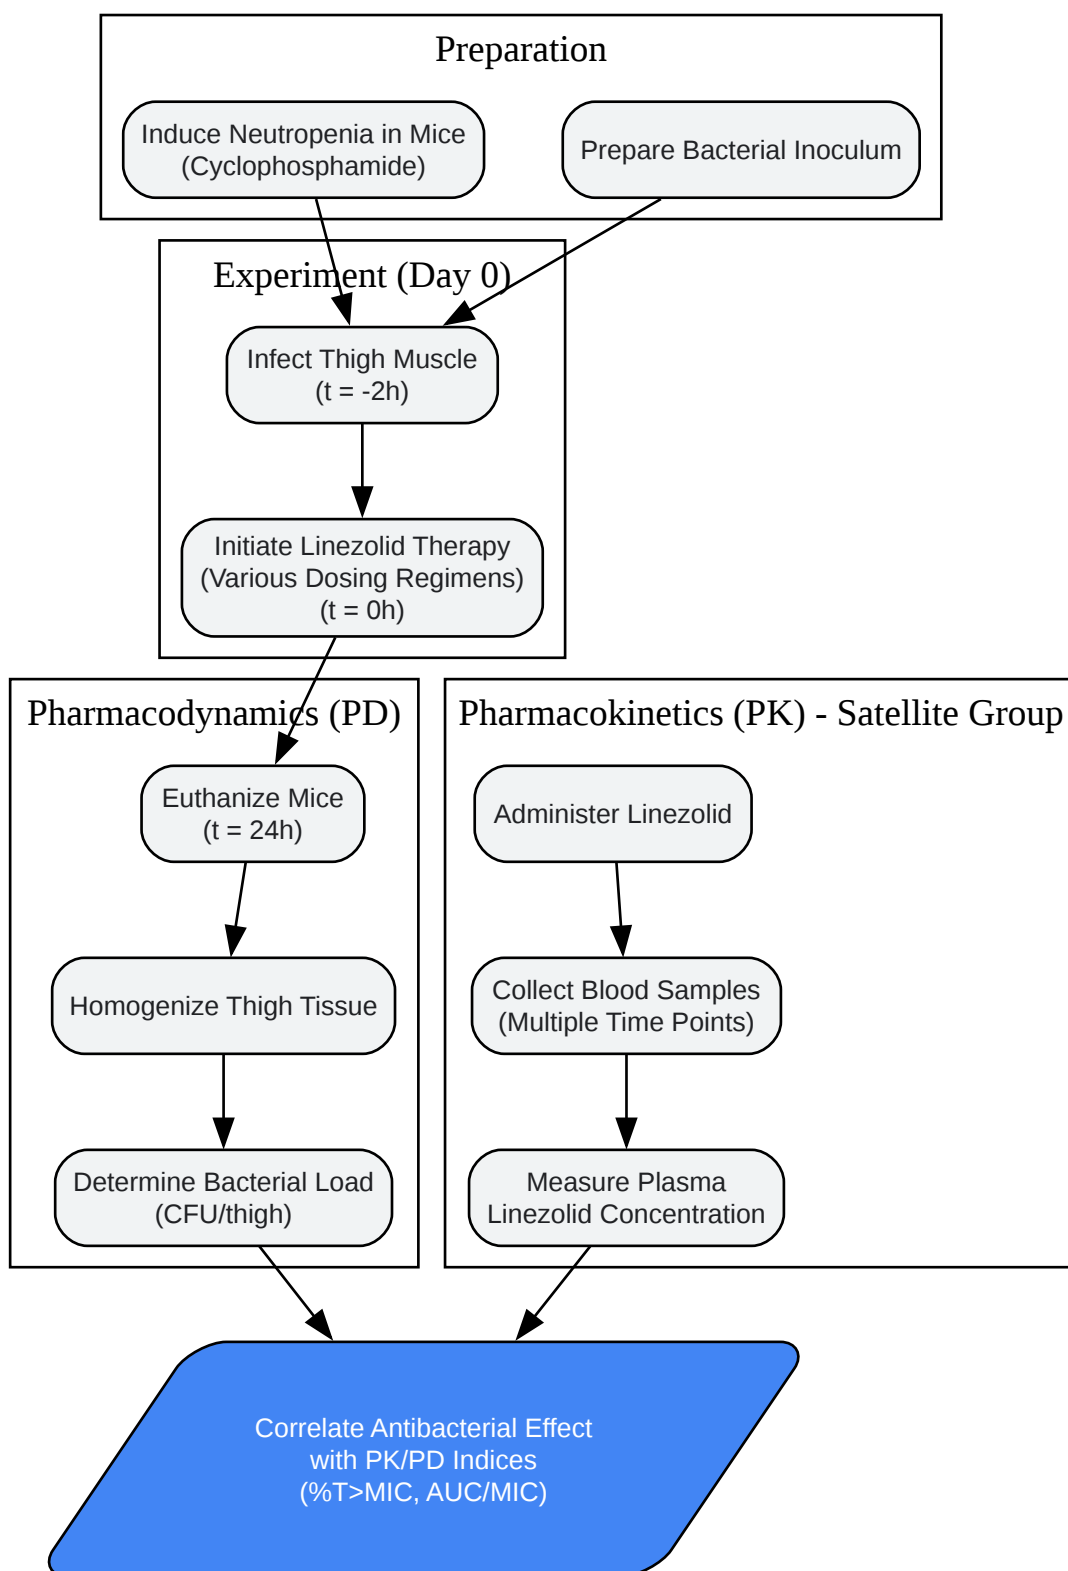 Preparation
Induce Neutropenia in Mice
(Cyclophosphamide)
Prepare Bacterial Inoculum
Experiment (Day 0)
Infect Thigh Muscle
(t = -2h)
Initiate Linezolid Therapy
(Various Dosing Regimens)
(t = 0h)
Pharmacodynamics (PD)
Euthanize Mice
(t = 24h)
Homogenize Thigh Tissue
Determine Bacterial Load
(CFU/thigh)
Pharmacokinetics (PK) - Satellite Group
Administer Linezolid
Collect Blood Samples
(Multiple Time Points)
Measure Plasma
Linezolid Concentration
Correlate Antibacterial Effect
with PK/PD Indices
(%T>MIC, AUC/MIC)